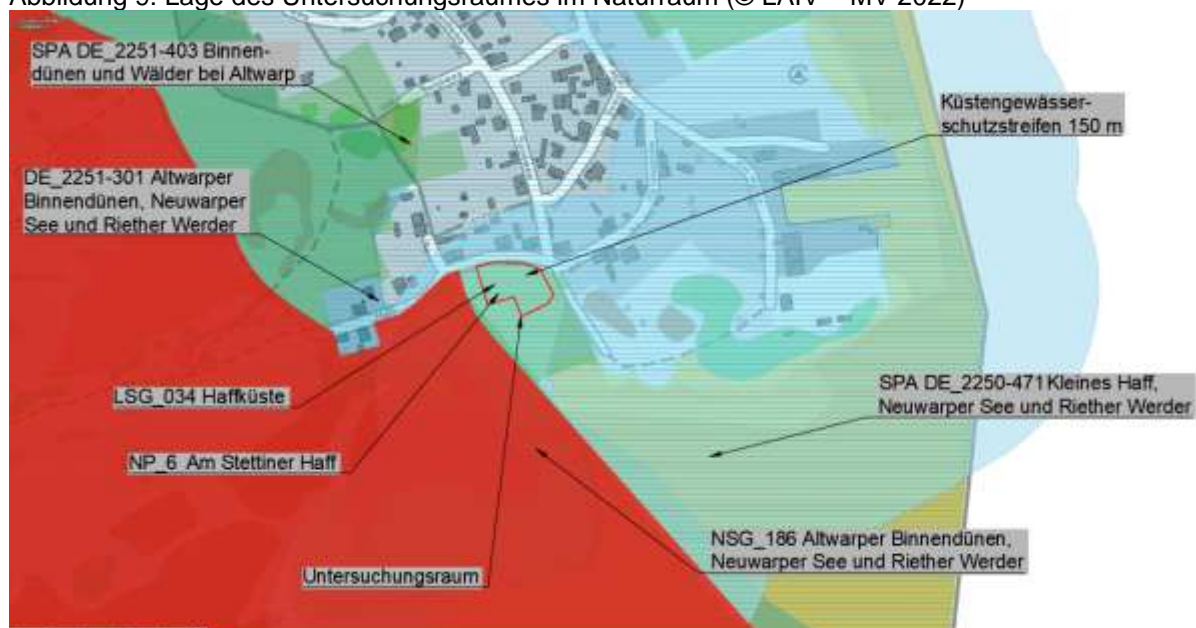 Abbildung 9: Lage des Untersuchungsraumes im Naturraum (© LAiV – MV 2022)
SPA DE_2251-403 Binnen-
dünen und Wälder bei Altwarp
Küstengewässer-
schutzstreifen 150 m
DE_2251-301 Altwarper
Binnendünen, Neuwarper
See und Riether Werder
LSG_034 Haffküste
SPA DE_2250-471 Kleines Haff,
Neuwarper See und Riether Werder
NP_6 Am Stettiner Haff
NSG_186 Altwarper Binnendünen,
Neuwarper See und Riether Werder
Untersuchungsraum